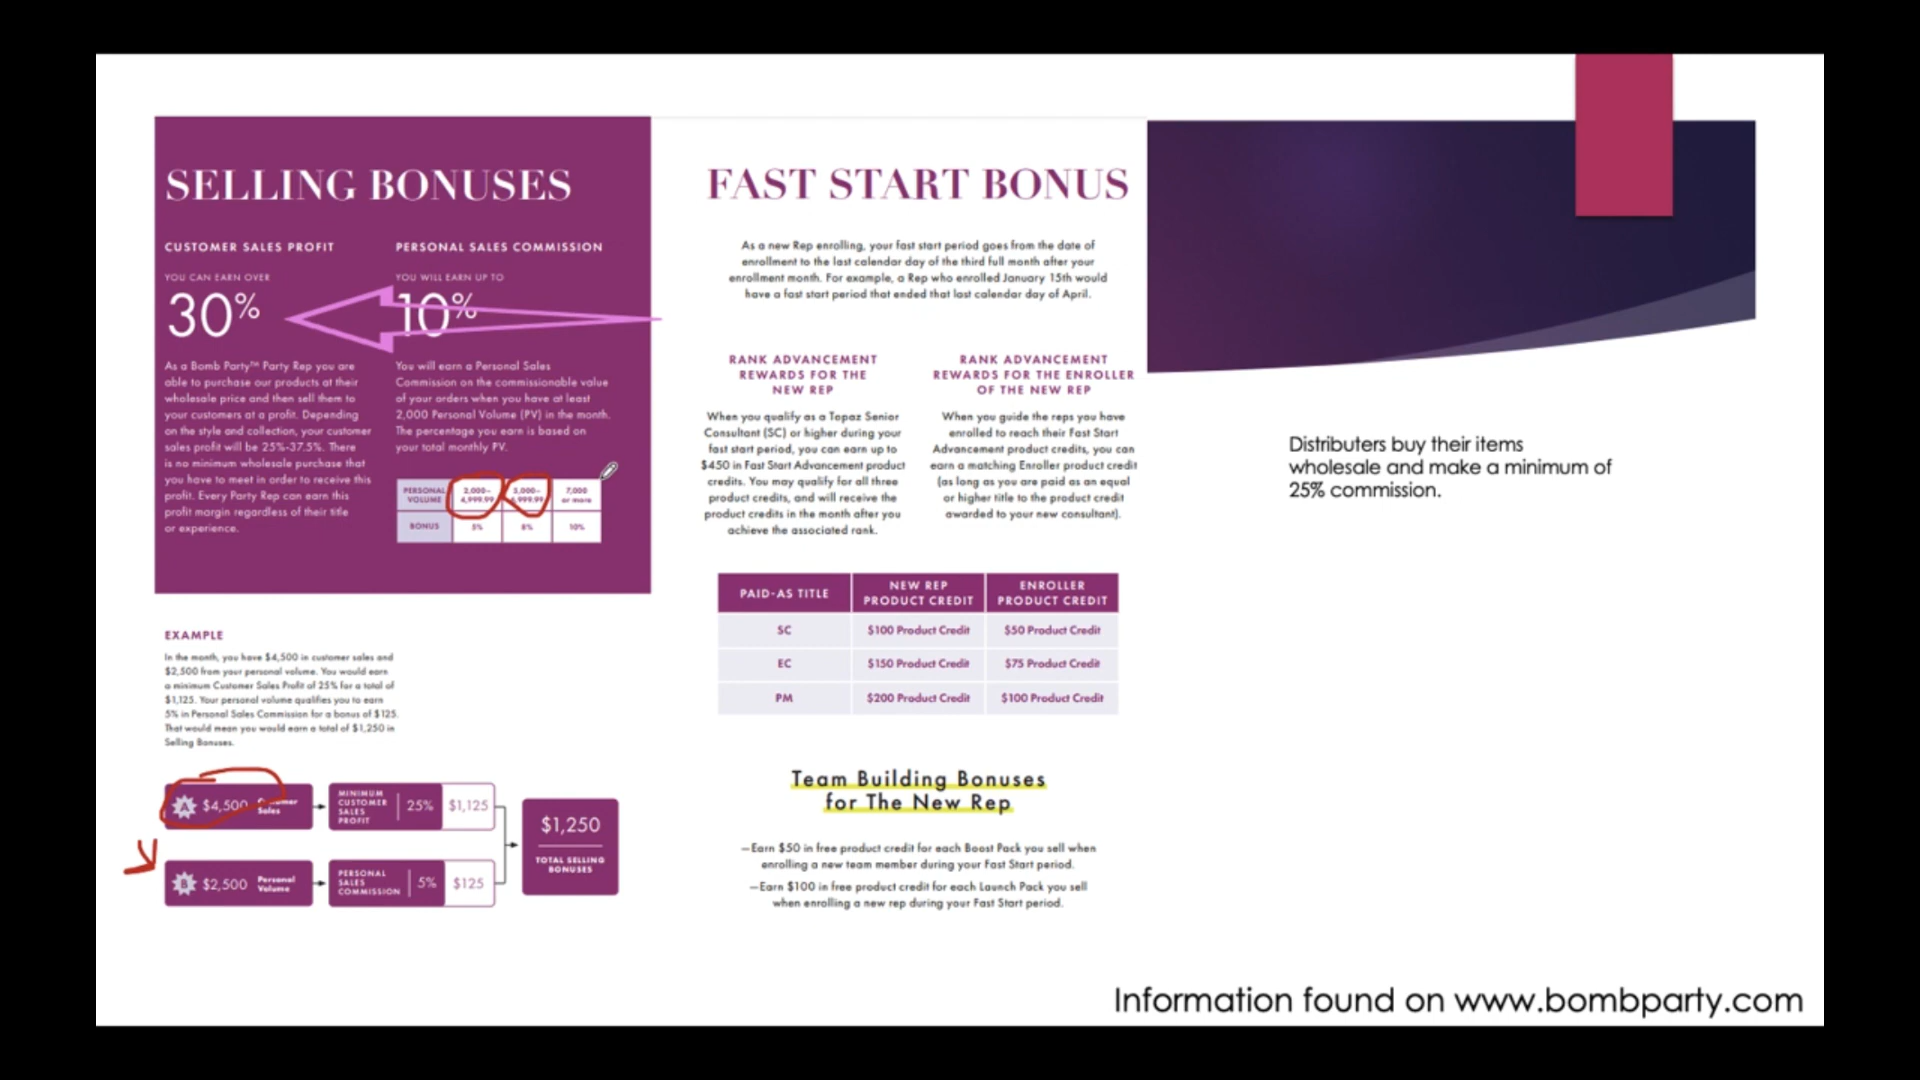 SELLING BONUSES
CUSTOMER SALES PROFIT
YOU CAN EARN OVER
30%
As a Bomb Party™ Party Rep you are
able to purchase our products at their
wholesale price and then sell them to
your customers at a profit. Depending
on the style and collection, your customer
sales profit will be 25%-37.5%. There
is no minimum wholesale purchase that
you have to meet in order to receive this
profit. Every Party Rep can earn this
profit margin regardless of their title
or experience.
PERSONAL SALES COMMISSION
YOU WILL EARN UP TO
10%
You will earn a Personal Sales
Commission on the commissionable value
of your orders when you have at least
2,000 Personal Volume (PV) in the month.
The percentage you earn is based on
your total monthly PV.
PERSONAL VOLUME 2,000– 4,999.99 5,000– 6,999.99 7,000 or more
BONUS 5% 8% 10%
EXAMPLE
In the month, you have $4,500 in customer sales and
$2,500 from your personal volume. You would earn
a minimum Customer Sales Profit of 25% for a total of
$1,125. Your personal volume qualifies you to earn
5% in Personal Sales Commission for a bonus of $125.
That would mean you would earn a total of $1,250 in
Selling Bonuses.
A $4,500 Customer Sales
MINIMUM CUSTOMER SALES PROFIT 25% $1,125
B $2,500 Personal Volume
PERSONAL SALES COMMISSION 5% $125
$1,250
TOTAL SELLING
BONUSES
FAST START BONUS
As a new Rep enrolling, your fast start period goes from the date of
enrollment to the last calendar day of the third full month after your
enrollment month. For example, a Rep who enrolled January 15th would
have a fast start period that ended that last calendar day of April.
RANK ADVANCEMENT
REWARDS FOR THE
NEW REP
When you qualify as a Topaz Senior
Consultant (SC) or higher during your
fast start period, you can earn up to
$450 in Fast Start Advancement product
credits. You may qualify for all three
product credits, and will receive the
product credits in the month after you
achieve the associated rank.
RANK ADVANCEMENT
REWARDS FOR THE ENROLLER
OF THE NEW REP
When you guide the reps you have
enrolled to reach their Fast Start
Advancement product credits, you can
earn a matching Enroller product credit
(as long as you are paid as an equal
or higher title to the product credit
awarded to your new consultant).
PAID-AS TITLE NEW REP PRODUCT CREDIT ENROLLER PRODUCT CREDIT
SC $100 Product Credit $50 Product Credit
EC $150 Product Credit $75 Product Credit
PM $200 Product Credit $100 Product Credit
Team Building Bonuses
for The New Rep
—Earn $50 in free product credit for each Boost Pack you sell when
enrolling a new team member during your Fast Start period.
—Earn $100 in free product credit for each Launch Pack you sell
when enrolling a new rep during your Fast Start period.
Distributers buy their items
wholesale and make a minimum of
25% commission.
Information found on www.bombparty.com